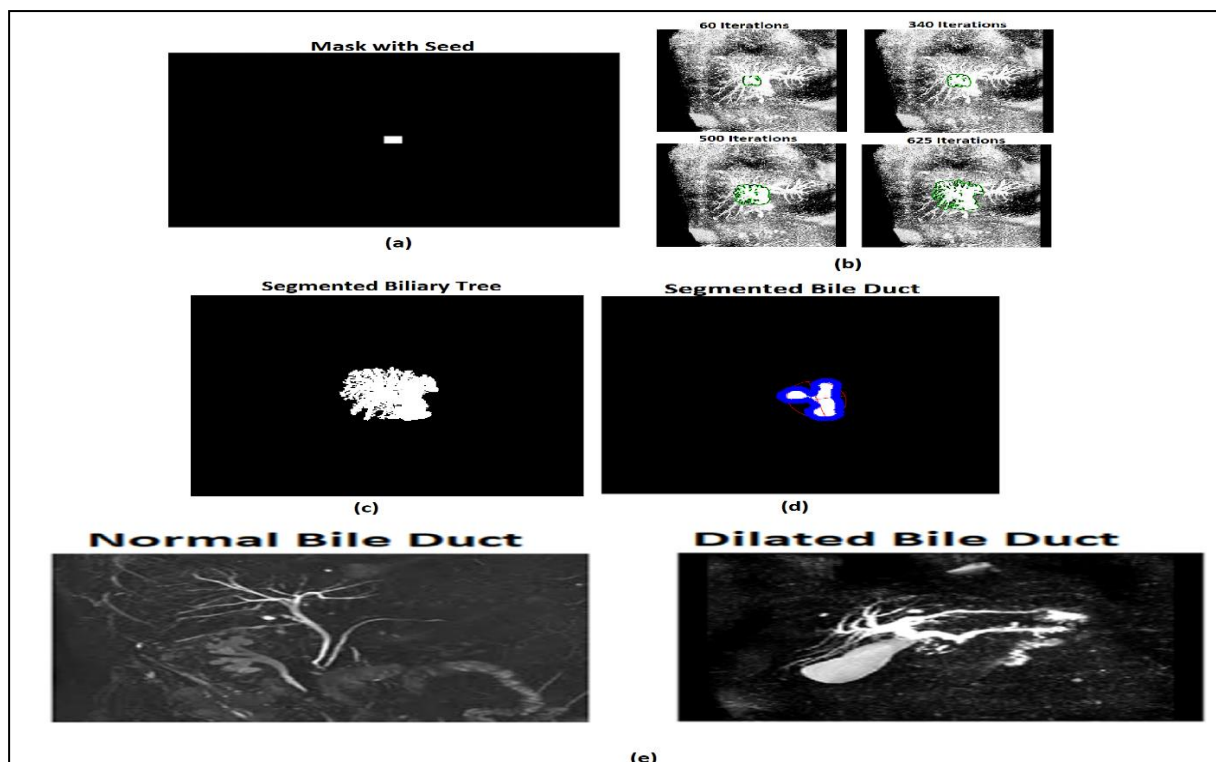 Mask with Seed
(a)
60 Iterations
340 Iterations
500 Iterations
625 Iterations
(b)
Segmented Biliary Tree
(c)
Segmented Bile Duct
(d)
Normal Bile Duct
Dilated Bile Duct
(e)